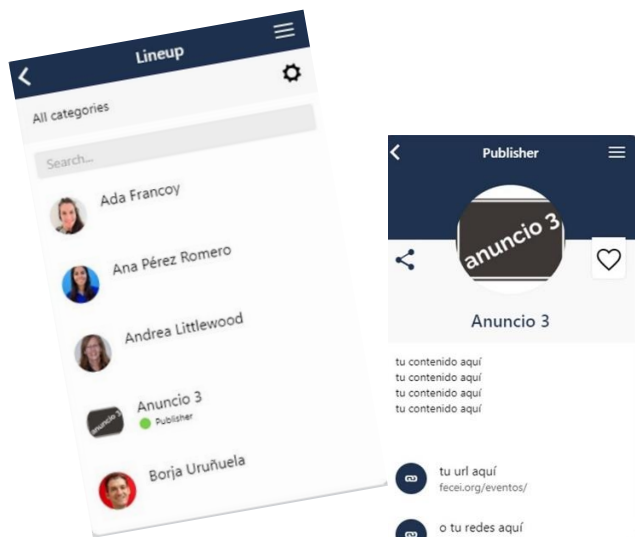 Lineup
All categories
Search...
Ada Francoy
Ana Pérez Romero
Andrea Littlewood
anuncio 3
Anuncio 3
Publisher
Borja Uruñuela
Publisher
anuncio 3
Anuncio 3
tu contenido aquí
tu contenido aquí
tu contenido aquí
tu contenido aquí
tu url aquí
fecei.org/eventos/
o tu redes aquí